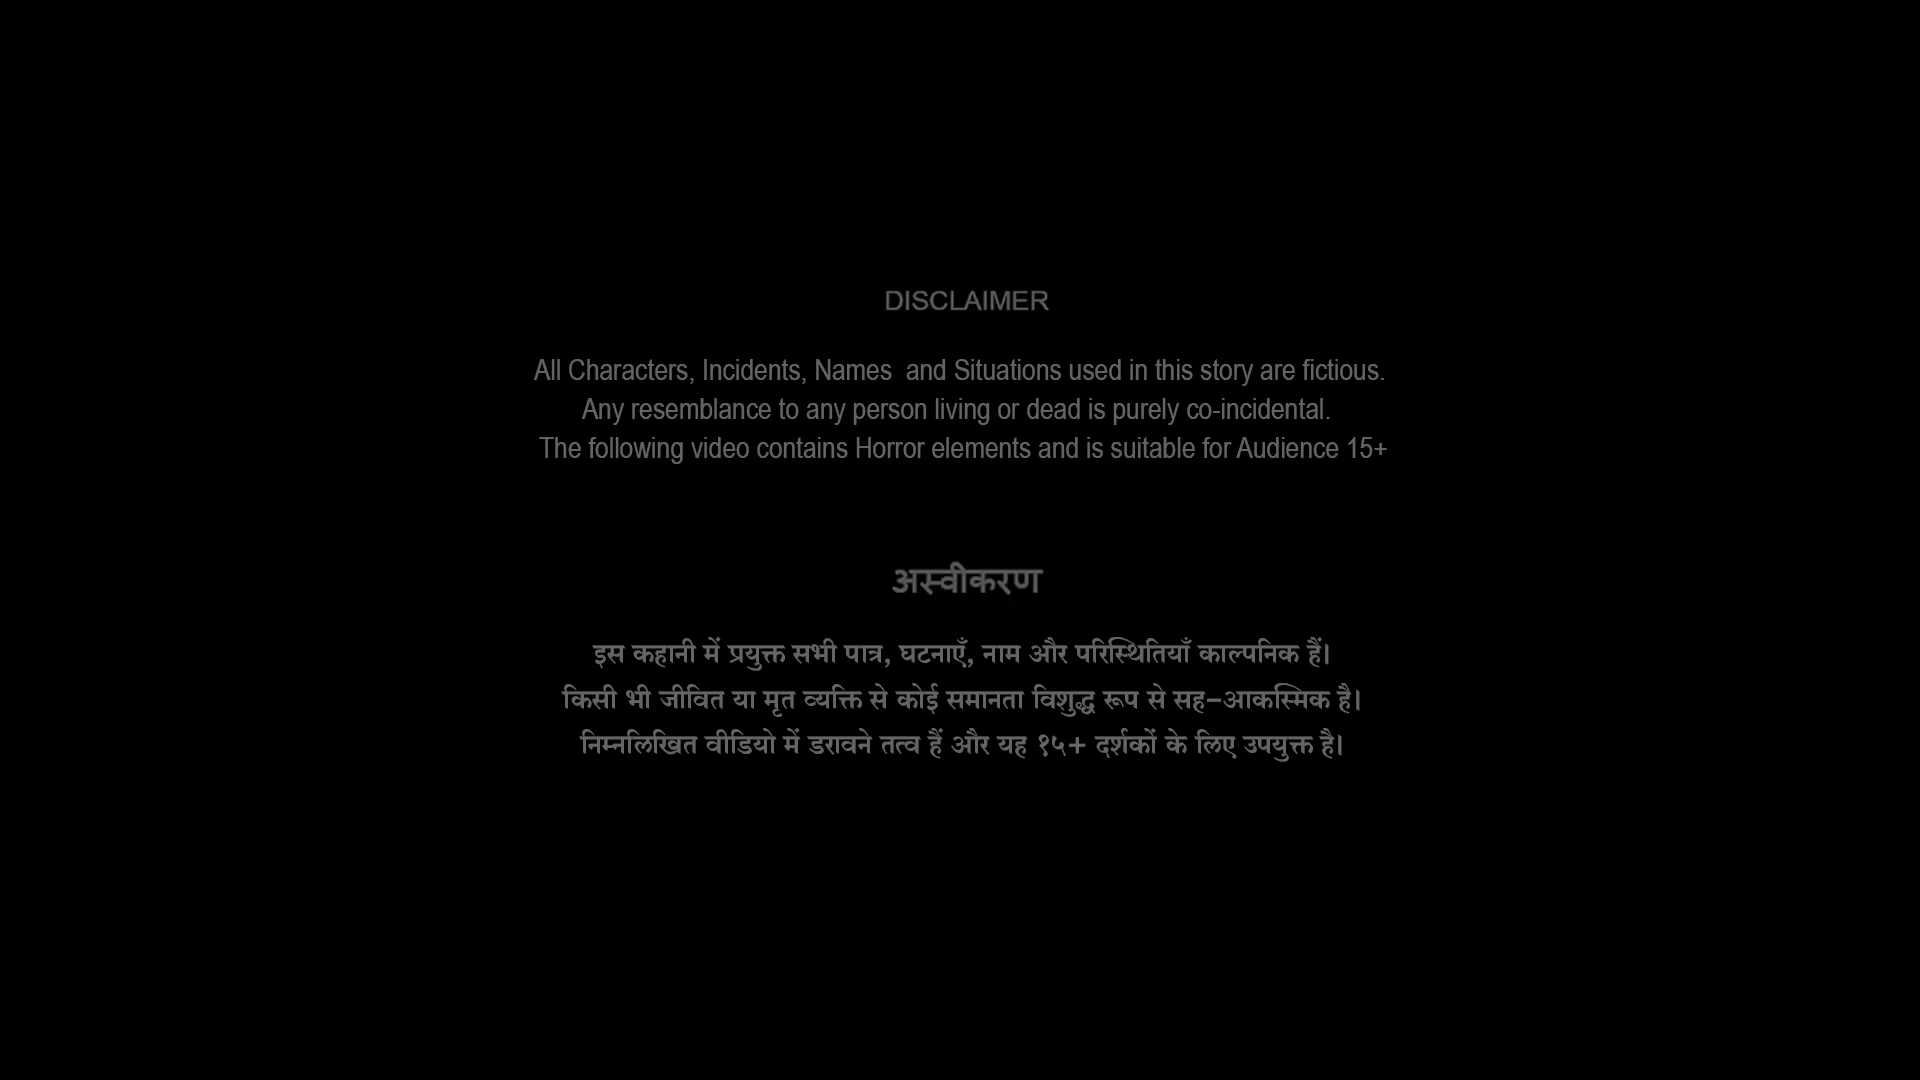 DISCLAIMER
All Characters, Incidents, Names  and Situations used in this story are fictious.
Any resemblance to any person living or dead is purely co-incidental.
The following video contains Horror elements and is suitable for Audience 15+
अस्वीकरण
इस कहानी में प्रयुक्त सभी पात्र, घटनाएँ, नाम और परिस्थितियाँ काल्पनिक हैं।
किसी भी जीवित या मृत व्यक्ति से कोई समानता विशुद्ध रूप से सह-आकस्मिक है।
निम्नलिखित वीडियो में डरावने तत्व हैं और यह १५+ दर्शकों के लिए उपयुक्त है।